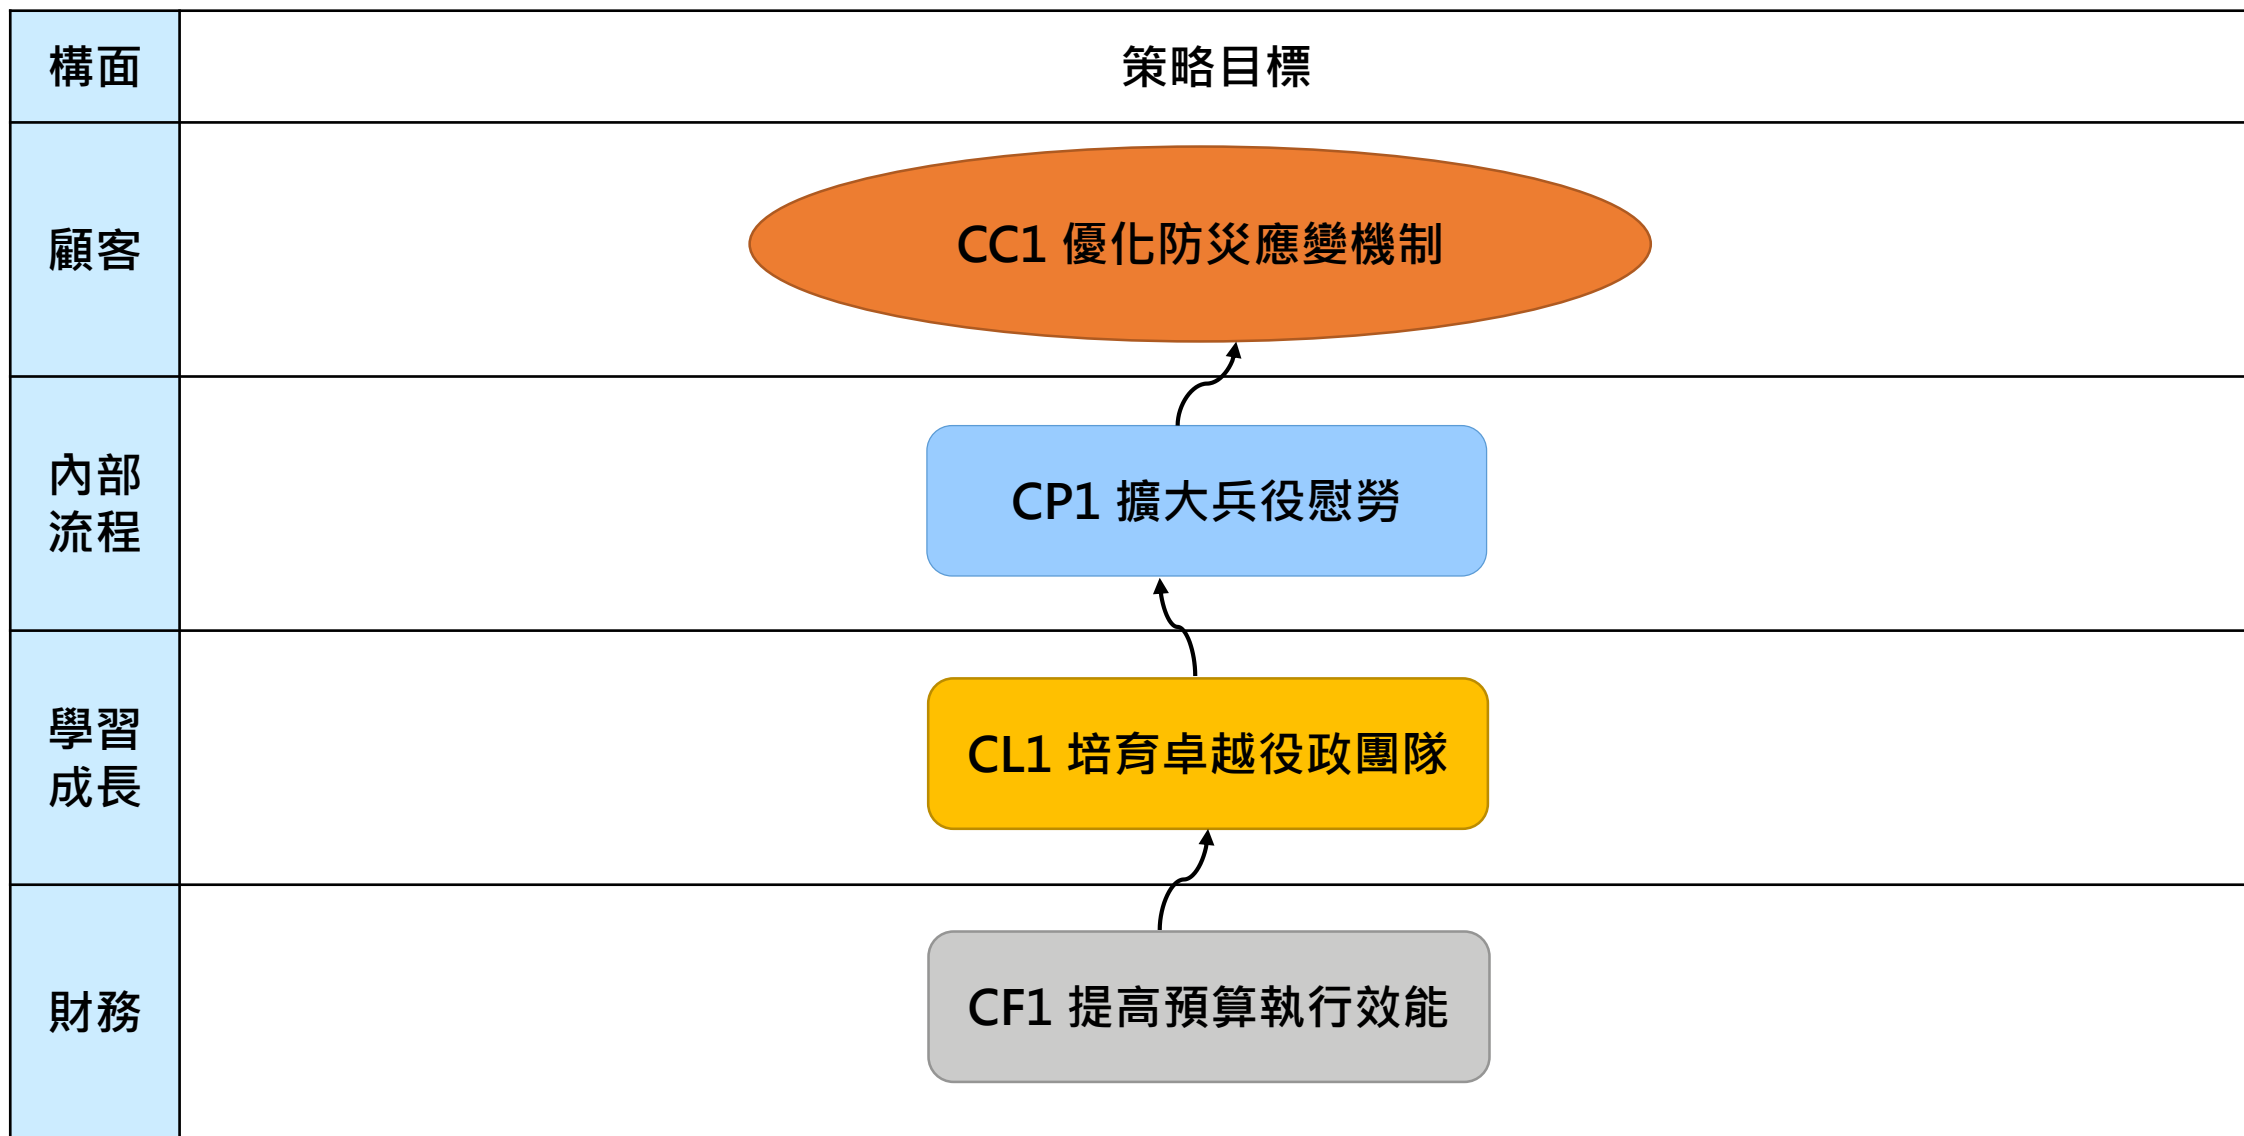 構面
策略目標
顧客
CC1 優化防災應變機制
內部
流程
CP1 擴大兵役慰勞
學習
成長
CL1 培育卓越役政團隊
財務
CF1 提高預算執行效能